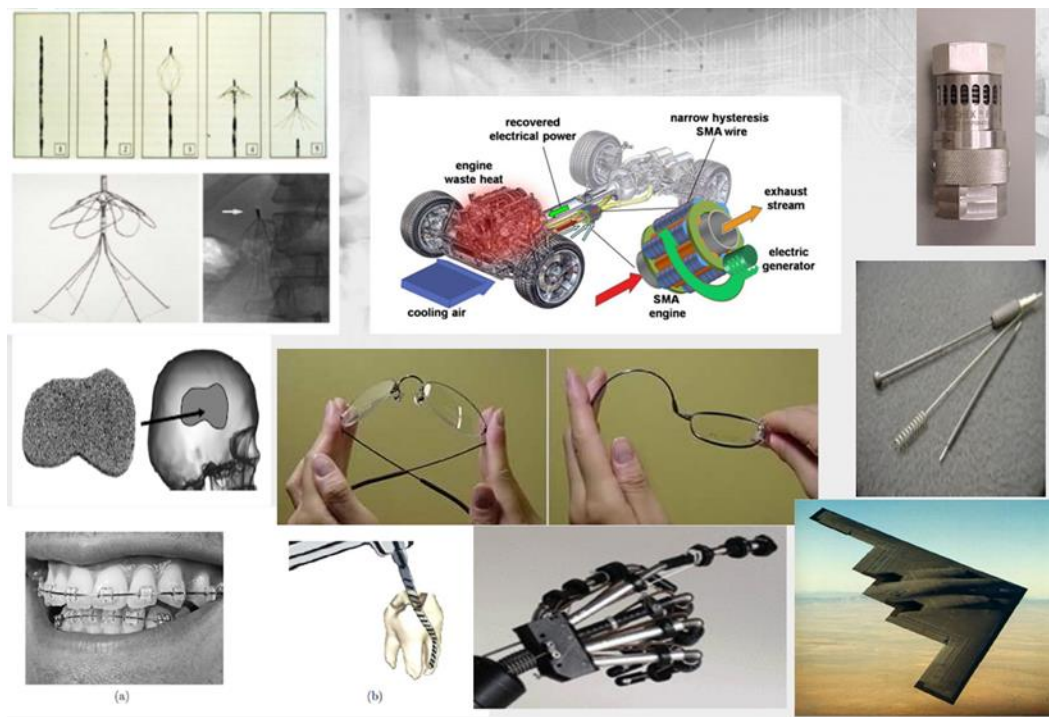 1
2
3
4
5
recovered
electrical power
narrow hysteresis
SMA wire
engine
waste heat
exhaust
stream
electric
generator
SMA
engine
cooling air
(a)
(b)